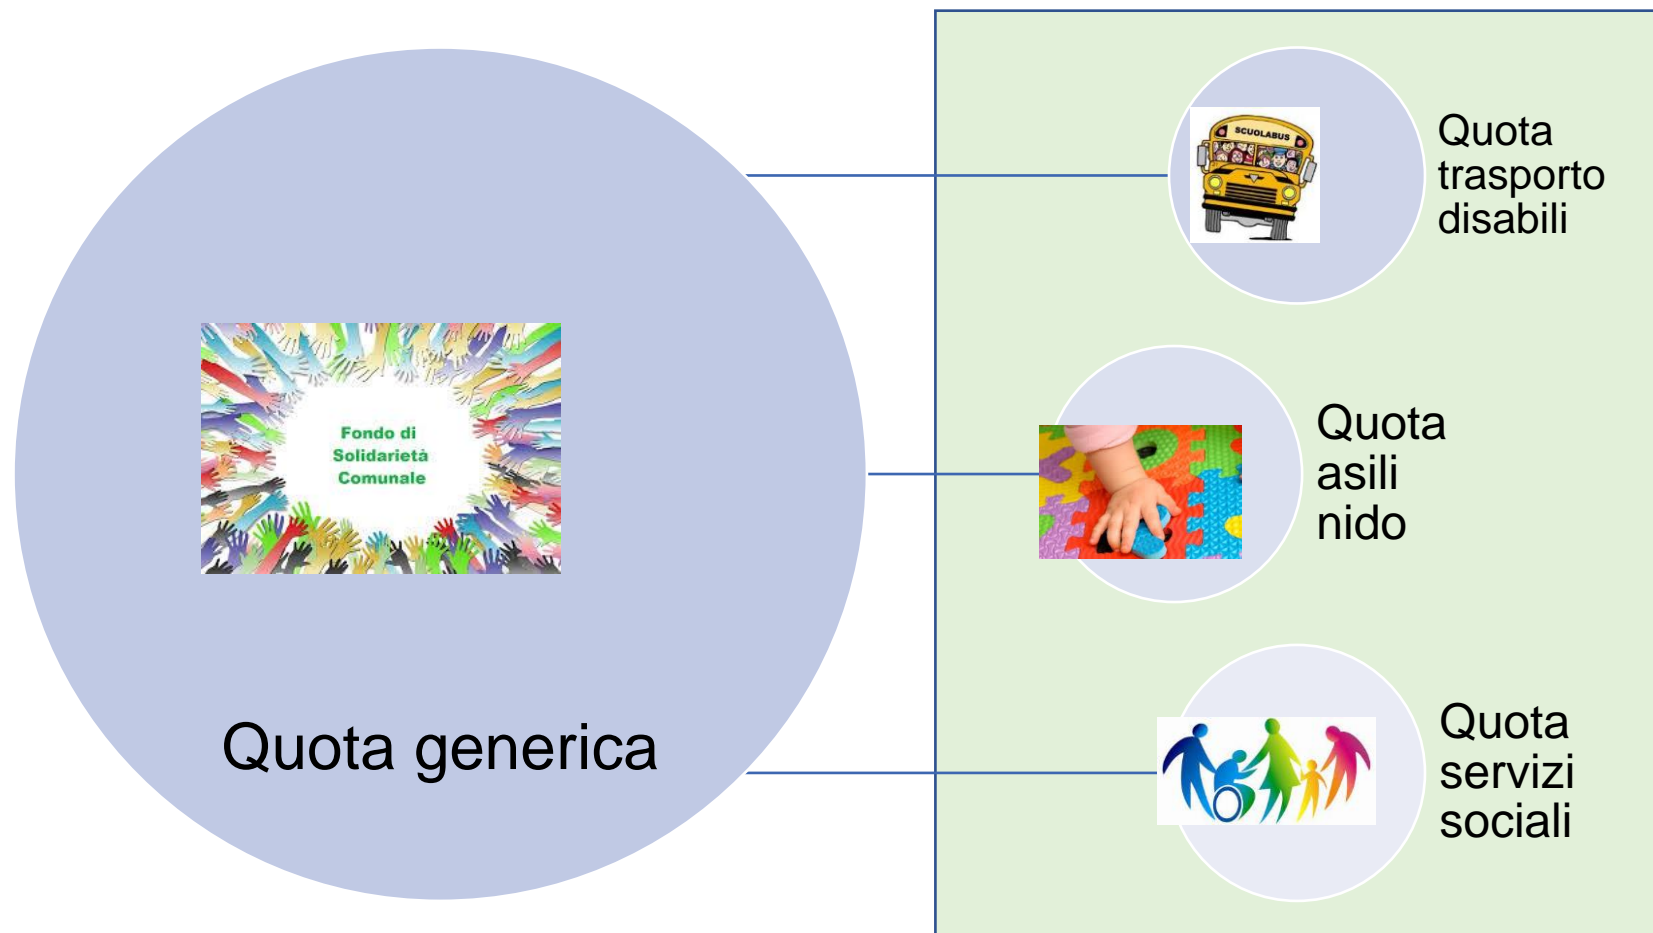 Fondo di
Solidarietà
Comunale
Quota generica
SCUOLABUS
Quota
trasporto
disabili
Quota
asili
nido
Quota
servizi
sociali